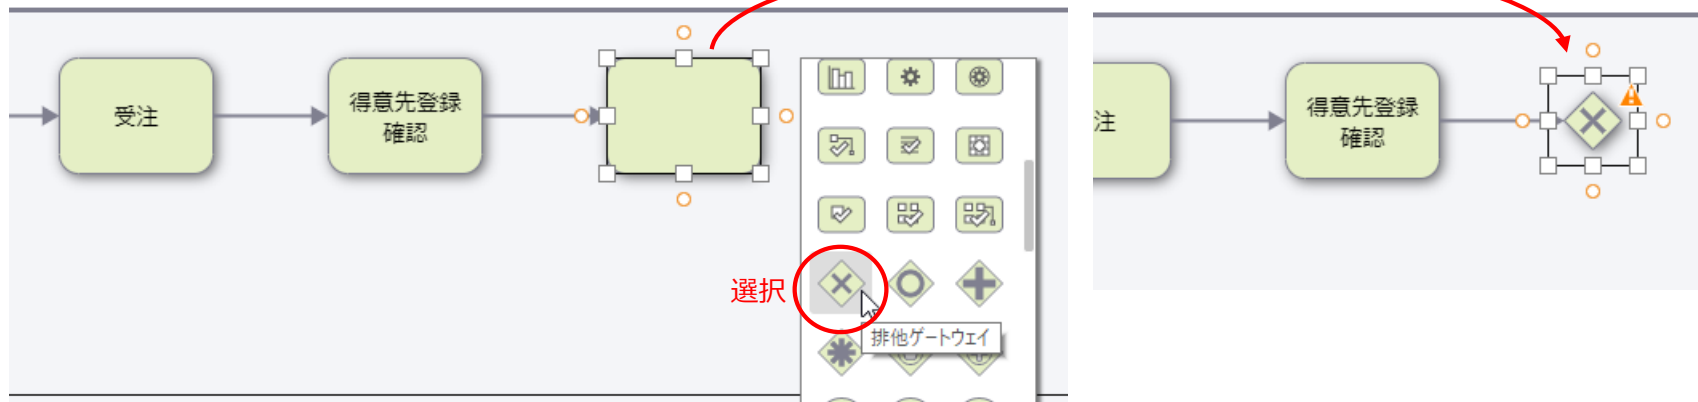 受注
得意先登録
確認
選択
排他ゲートウェイ
注
得意先登録
確認